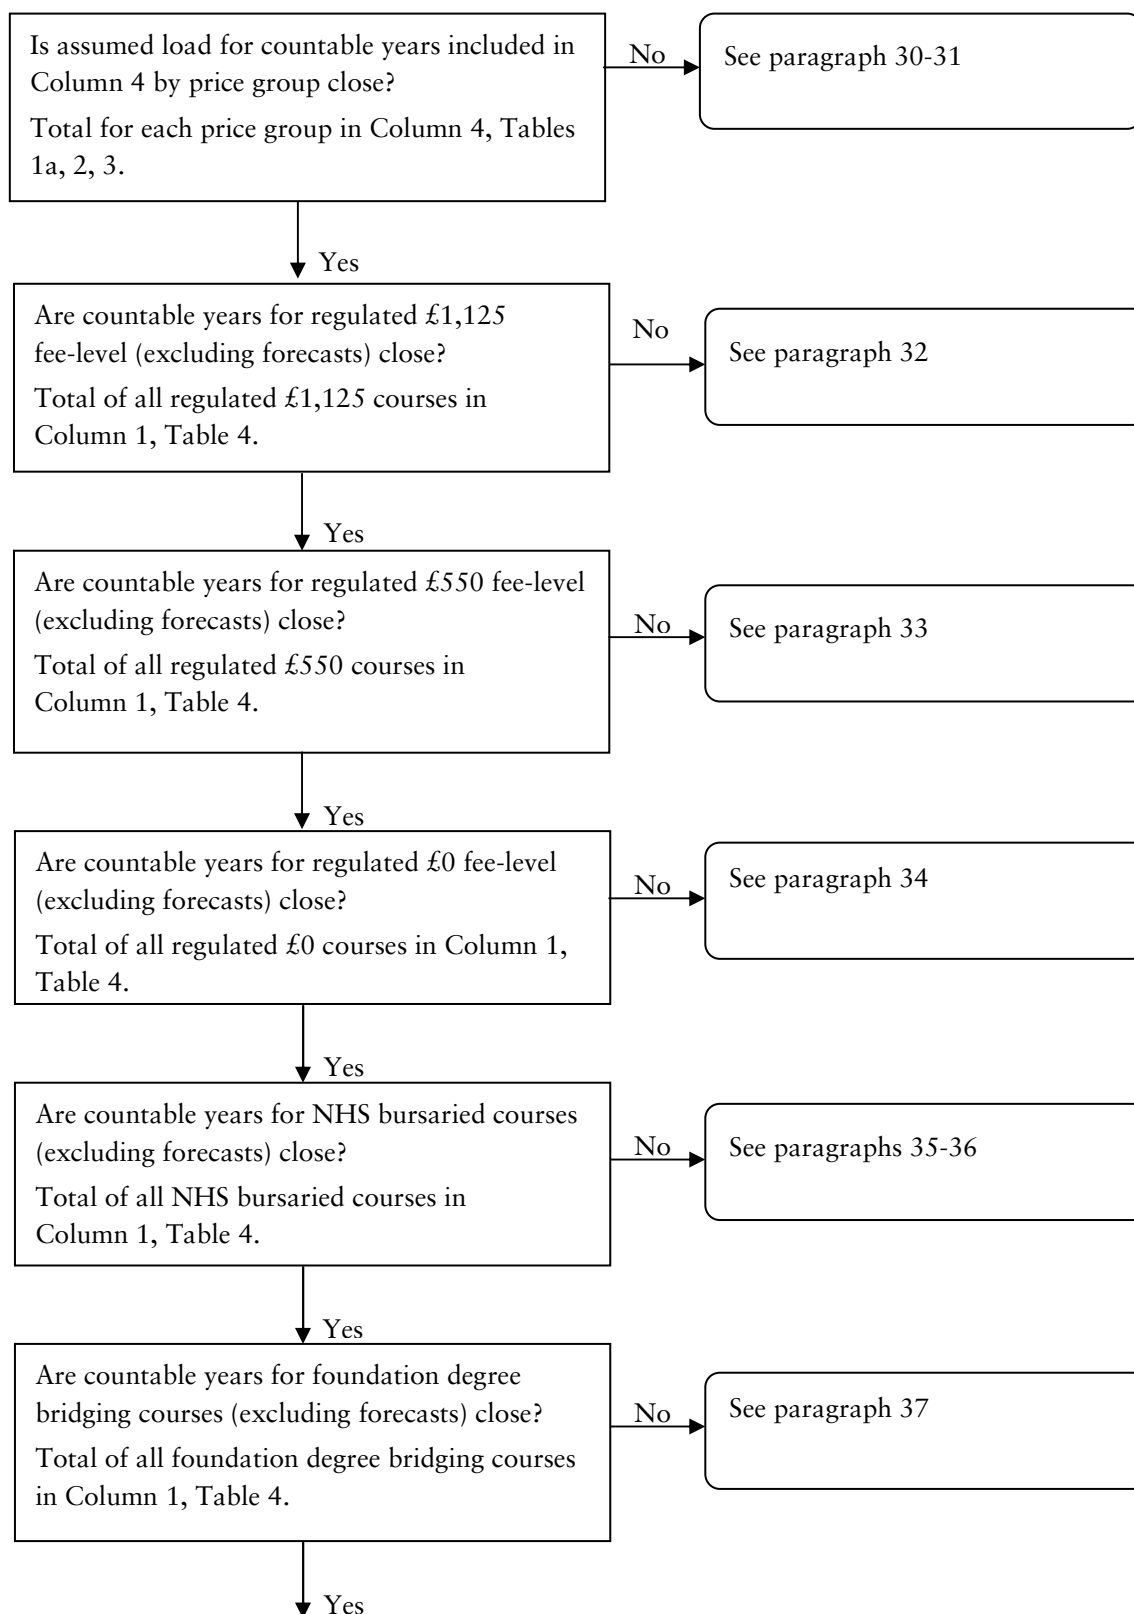 Is assumed load for countable years included in
Column 4 by price group close?
Total for each price group in Column 4, Tables
1a, 2, 3.
No
See paragraph 30-31
Yes
Are countable years for regulated £1,125
fee-level (excluding forecasts) close?
Total of all regulated £1,125 courses in
Column 1, Table 4.
No
See paragraph 32
Yes
Are countable years for regulated £550 fee-level
(excluding forecasts) close?
Total of all regulated £550 courses in
Column 1, Table 4.
No
See paragraph 33
Yes
Are countable years for regulated £0 fee-level
(excluding forecasts) close?
Total of all regulated £0 courses in Column 1,
Table 4.
No
See paragraph 34
Yes
Are countable years for NHS bursaried courses
(excluding forecasts) close?
Total of all NHS bursaried courses in
Column 1, Table 4.
No
See paragraphs 35-36
Yes
Are countable years for foundation degree
bridging courses (excluding forecasts) close?
Total of all foundation degree bridging courses
in Column 1, Table 4.
No
See paragraph 37
Yes